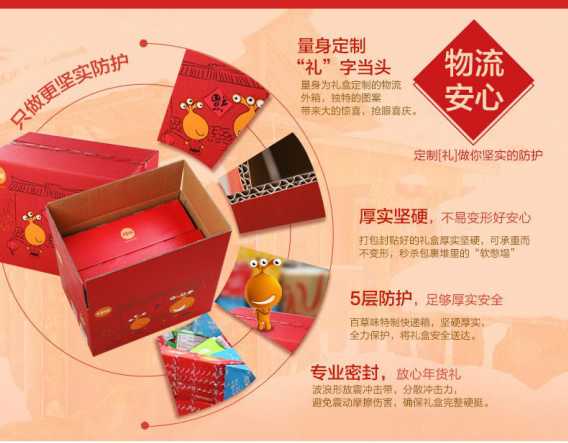 只做更坚实防护
量身定制
“礼”字当头
量身为礼盒定制的物流
外箱，独特的图案
带来大的惊喜，抢眼喜庆。
物流
安心
定制[礼]做你坚实的防护
厚实坚硬，不易变形好安心
打包封贴好的礼盒厚实坚硬，可承重而
不变形，秒杀包裹堆里的“软憨塌”
5层防护，足够厚实安全
百草味特制快递箱，坚硬厚实，
全力保护，将礼盒安全送达。
专业密封，放心年货礼
波浪形放震冲击带，分散冲击力，
避免震动摩擦伤害，确保礼盒完整硬挺。